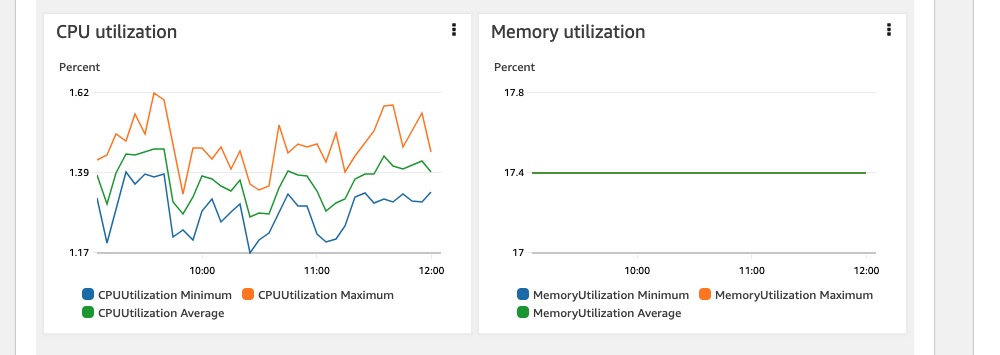 CPU utilization
Percent
1.62
1.39
1.17
10:00 11:00 12:00
CPUUtilization Minimum CPUUtilization Maximum
CPUUtilization Average
Memory utilization
Percent
17.8
17.4
17
10:00 11:00 12:00
MemoryUtilization Minimum MemoryUtilization Maximum
MemoryUtilization Average